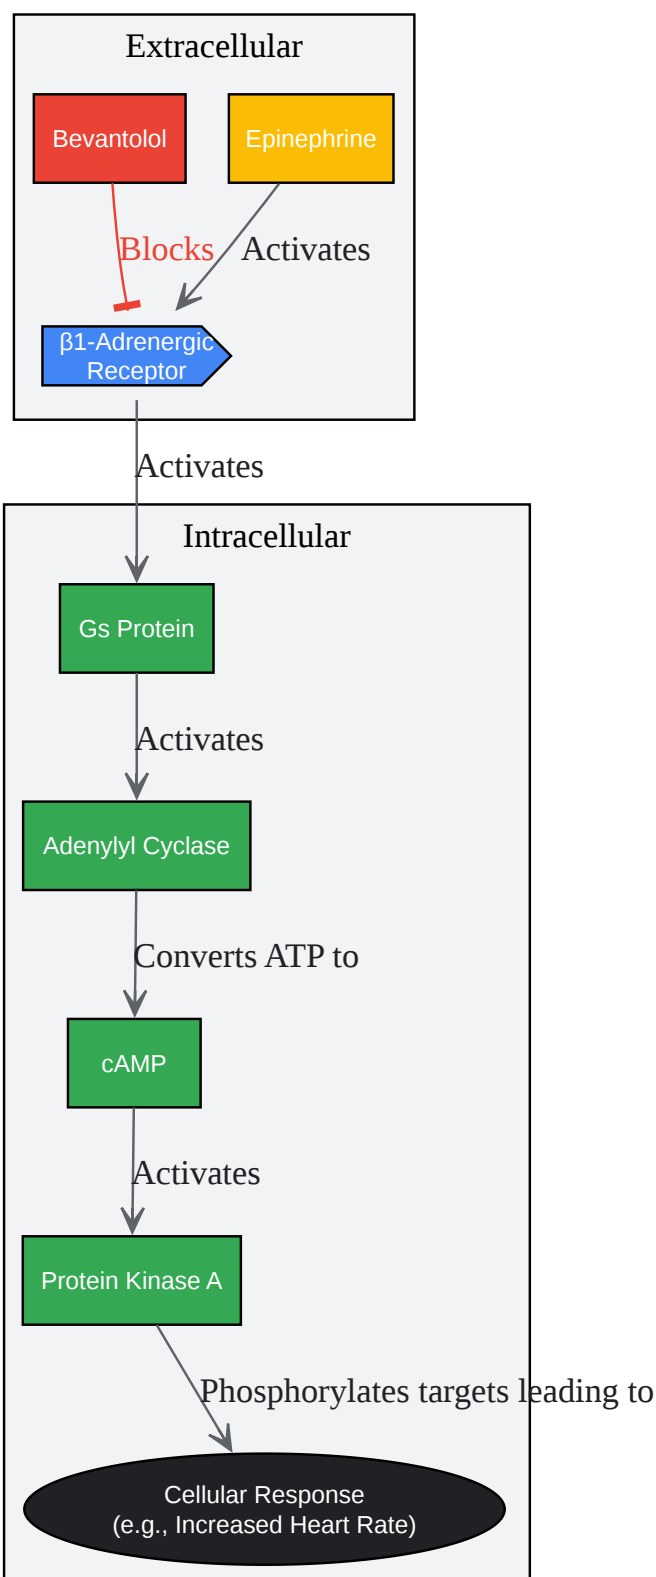 Extracellular
Bevantolol
Epinephrine
Blocks
Activates
β1-Adrenergic
Receptor
Activates
Intracellular
Gs Protein
Activates
Adenylyl Cyclase
Converts ATP to
cAMP
Activates
Protein Kinase A
Phosphorylates targets leading to
Cellular Response
(e.g., Increased Heart Rate)